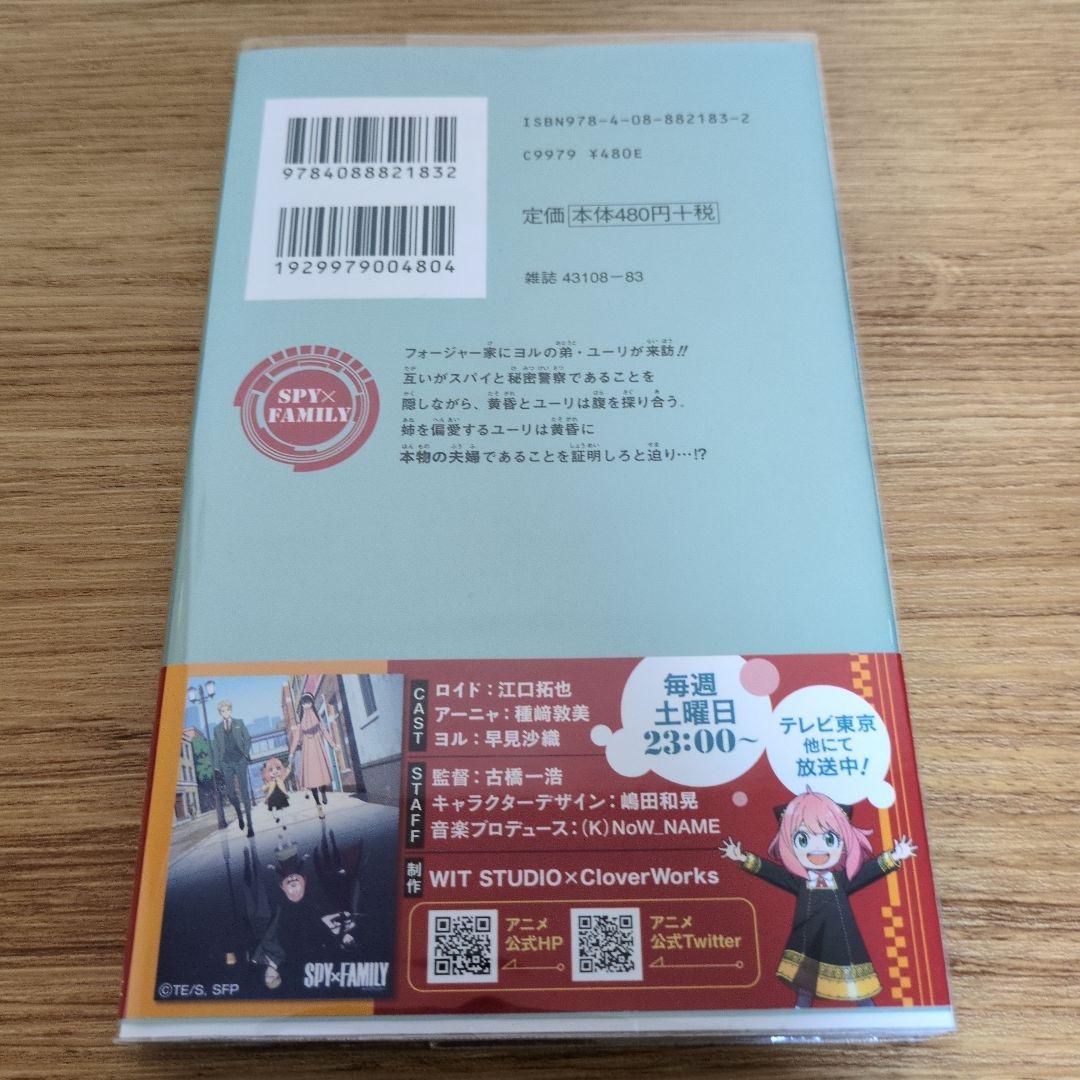 9784088821832
1929979004804
ISBN978-4-08-882183-2
C9979 ¥480E
定価 本体480円+税
雑誌 43108-83
SPY×
FAMILY
フォージャー家にヨルの弟・ユーリが来訪!!
互いがスパイと秘密警察であることを
隠しながら、黄昏とユーリは腹を探り合う。
姉を偏愛するユーリは黄昏に
本物の夫婦であることを証明しろと迫り…!?
CAST
ロイド:江口拓也
アーニャ:種﨑敦美
ヨル:早見沙織
STAFF
監督:古橋一浩
キャラクターデザイン:嶋田和晃
音楽プロデュース:(K)NoW_NAME
制作
WIT STUDIO×CloverWorks
アニメ
公式HP
アニメ
公式Twitter
毎週
土曜日
23:00~
テレビ東京
他にて
放送中!
SPY×FAMILY
©TE/S, SFP